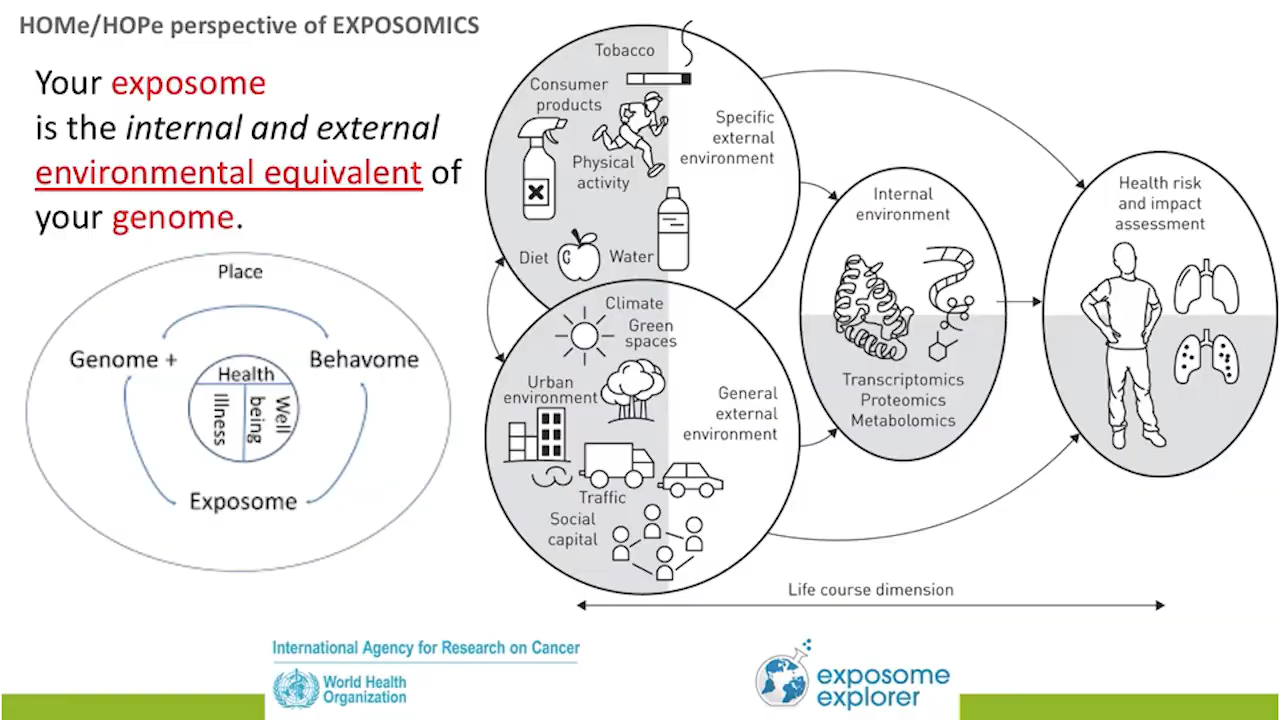 HOMe/HOPe perspective of EXPOSOMICS
Your exposome
is the internal and external
environmental equivalent of
your genome.
Place
Genome +
Behavome
Health
Illness
Well
being
Exposome
Tobacco
Consumer
products
Physical
activity
Specific
external
environment
Diet
Water
Climate
Green
spaces
Urban
environment
General
external
environment
Traffic
Social
capital
Internal
environment
Transcriptomics
Proteomics
Metabolomics
Health risk
and impact
assessment
Life course dimension
International Agency for Research on Cancer
World Health
Organization
exposome
explorer